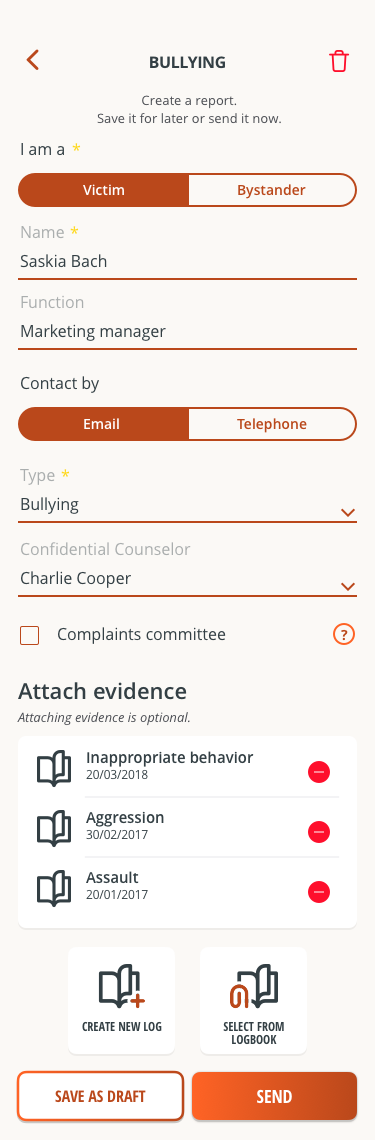 BULLYING
Create a report.
Save it for later or send it now.
I am a *
Victim
Bystander
Name *
Saskia Bach
Function
Marketing manager
Contact by
Email
Telephone
Type *
Bullying
Confidential Counselor
Charlie Cooper
Complaints committee
?
Attach evidence
Attaching evidence is optional.
Inappropriate behavior
20/03/2018
Aggression
30/02/2017
Assault
20/01/2017
CREATE NEW LOG
SELECT FROM
LOGBOOK
SAVE AS DRAFT
SEND